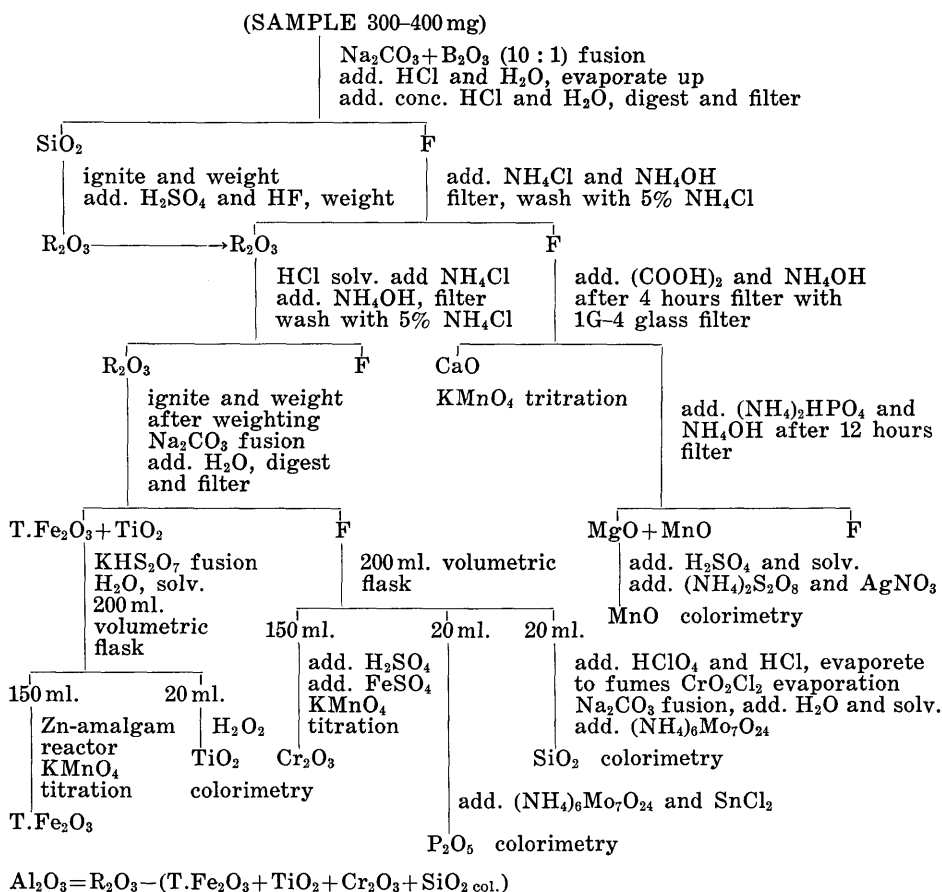 (SAMPLE 300–400 mg)
Na₂CO₃+B₂O₃ (10 : 1) fusion
add. HCl and H₂O, evaporate up
add. conc. HCl and H₂O, digest and filter
SiO₂ F
ignite and weight
add. H₂SO₄ and HF, weight
add. NH₄Cl and NH₄OH
filter, wash with 5% NH₄Cl
R₂O₃ → R₂O₃ F
HCl solv. add NH₄Cl
add. NH₄OH, filter
wash with 5% NH₄Cl
add. (COOH)₂ and NH₄OH
after 4 hours filter with
1G–4 glass filter
R₂O₃ F CaO
ignite and weight
after weighting
Na₂CO₃ fusion
add. H₂O, digest
and filter
KMnO₄ tritration
add. (NH₄)₂HPO₄ and
NH₄OH after 12 hours
filter
T.Fe₂O₃+TiO₂ F MgO+MnO F
KHS₂O₇ fusion
H₂O, solv.
200 ml.
volumetric
flask
200 ml. volumetric
flask
add. H₂SO₄ and solv.
add. (NH₄)₂S₂O₈ and AgNO₃
MnO colorimetry
150 ml. 20 ml. 20 ml.
add. H₂SO₄
add. FeSO₄
KMnO₄
titration
add. HClO₄ and HCl, evaporete
to fumes CrO₂Cl₂ evaporation
Na₂CO₃ fusion, add. H₂O and solv.
add. (NH₄)₆Mo₇O₂₄
150 ml. 20 ml.
Zn-amalgam
reactor
KMnO₄
titration
H₂O₂
TiO₂ Cr₂O₃ SiO₂ colorimetry
colorimetry
add. (NH₄)₆Mo₇O₂₄ and SnCl₂
T.Fe₂O₃
P₂O₅ colorimetry
Al₂O₃=R₂O₃−(T.Fe₂O₃+TiO₂+Cr₂O₃+SiO₂ col.)